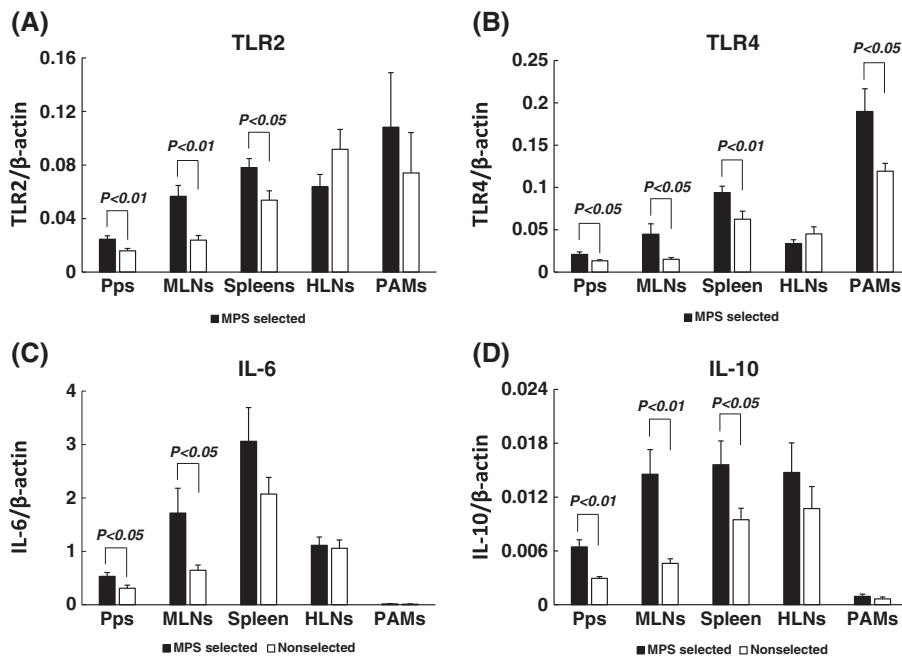 (A)
TLR2
TLR2/β-actin
0.16
0.12
0.08
0.04
0
P<0.01
P<0.01
P<0.05
Pps MLNs Spleens HLNs PAMs
MPS selected
(B)
TLR4
TLR4/β-actin
0.25
0.2
0.15
0.1
0.05
0
P<0.05
P<0.05
P<0.01
P<0.05
Pps MLNs Spleen HLNs PAMs
MPS selected
(C)
IL-6
IL-6/β-actin
4
3
2
1
0
P<0.05
P<0.05
Pps MLNs Spleen HLNs PAMs
MPS selected Nonselected
(D)
IL-10
IL-10/β-actin
0.024
0.018
0.012
0.006
0
P<0.01
P<0.01
P<0.05
Pps MLNs Spleen HLNs PAMs
MPS selected Nonselected